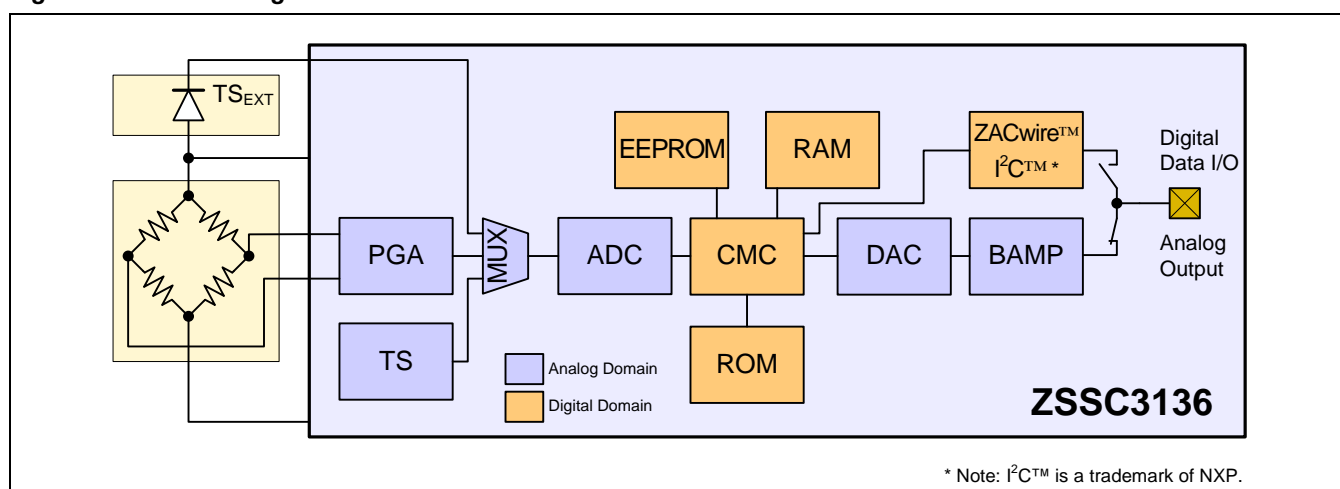 TSEXT
EEPROM
RAM
ZACwire™
I²C™ *
Digital
Data I/O
PGA
MUX
ADC
CMC
DAC
BAMP
Analog
Output
TS
Analog Domain
Digital Domain
ROM
ZSSC3136
* Note: I²C™ is a trademark of NXP.